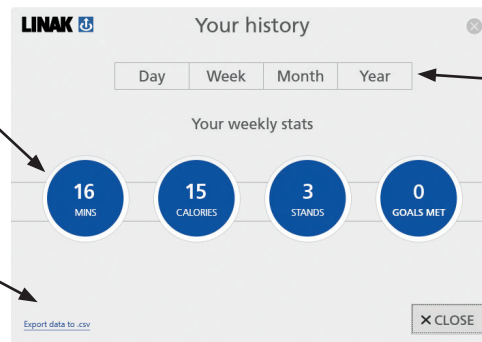 LINAK
Your history
Day Week Month Year
Your weekly stats
16 15 3 0
MINS CALORIES STANDS GOALS MET
Export data to .csv
X CLOSE